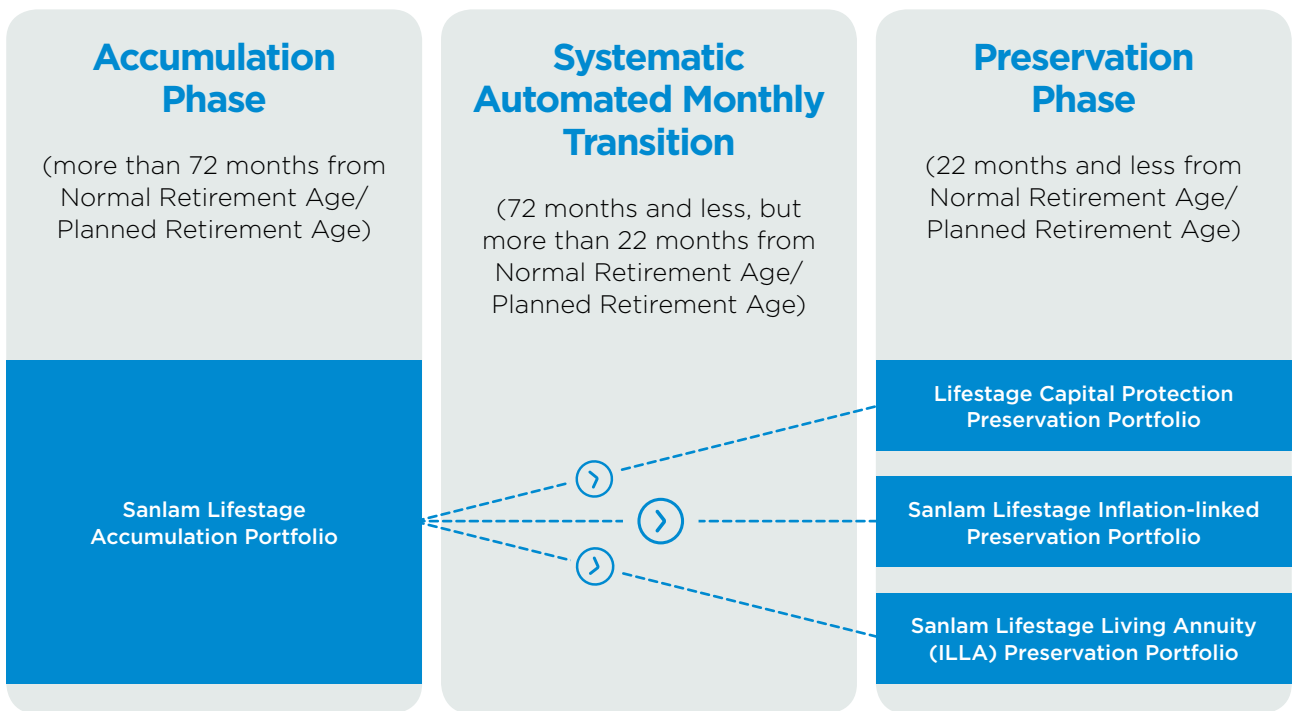 Accumulation
Phase
(more than 72 months from
Normal Retirement Age/
Planned Retirement Age)
Sanlam Lifestage
Accumulation Portfolio
Systematic
Automated Monthly
Transition
(72 months and less, but
more than 22 months from
Normal Retirement Age/
Planned Retirement Age)
Preservation
Phase
(22 months and less from
Normal Retirement Age/
Planned Retirement Age)
Lifestage Capital Protection
Preservation Portfolio
Sanlam Lifestage Inflation-linked
Preservation Portfolio
Sanlam Lifestage Living Annuity
(ILLA) Preservation Portfolio